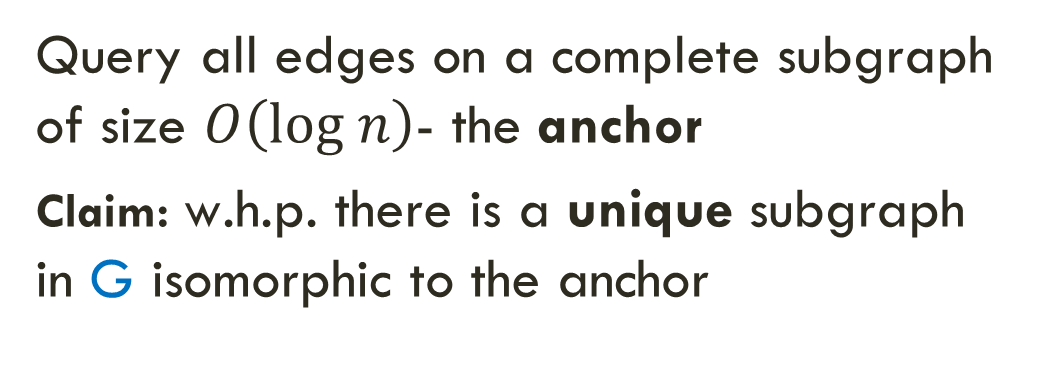 Query all edges on a complete subgraph
of size O(log n)- the anchor
Claim: w.h.p. there is a unique subgraph
in G isomorphic to the anchor